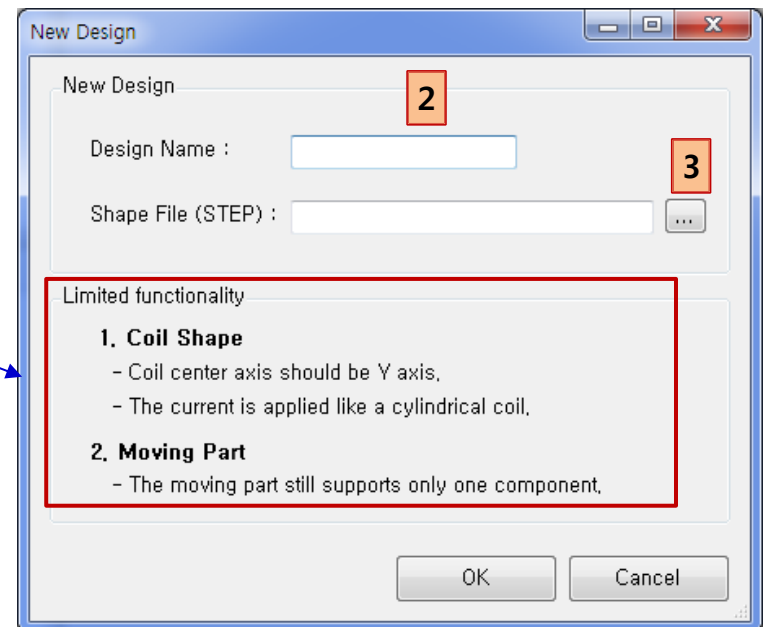 New Design
New Design
2
Design Name :
3
Shape File (STEP) :
...
Limited functionality
1. Coil Shape
- Coil center axis should be Y axis,
- The current is applied like a cylindrical coil,
2. Moving Part
- The moving part still supports only one component,
OK
Cancel